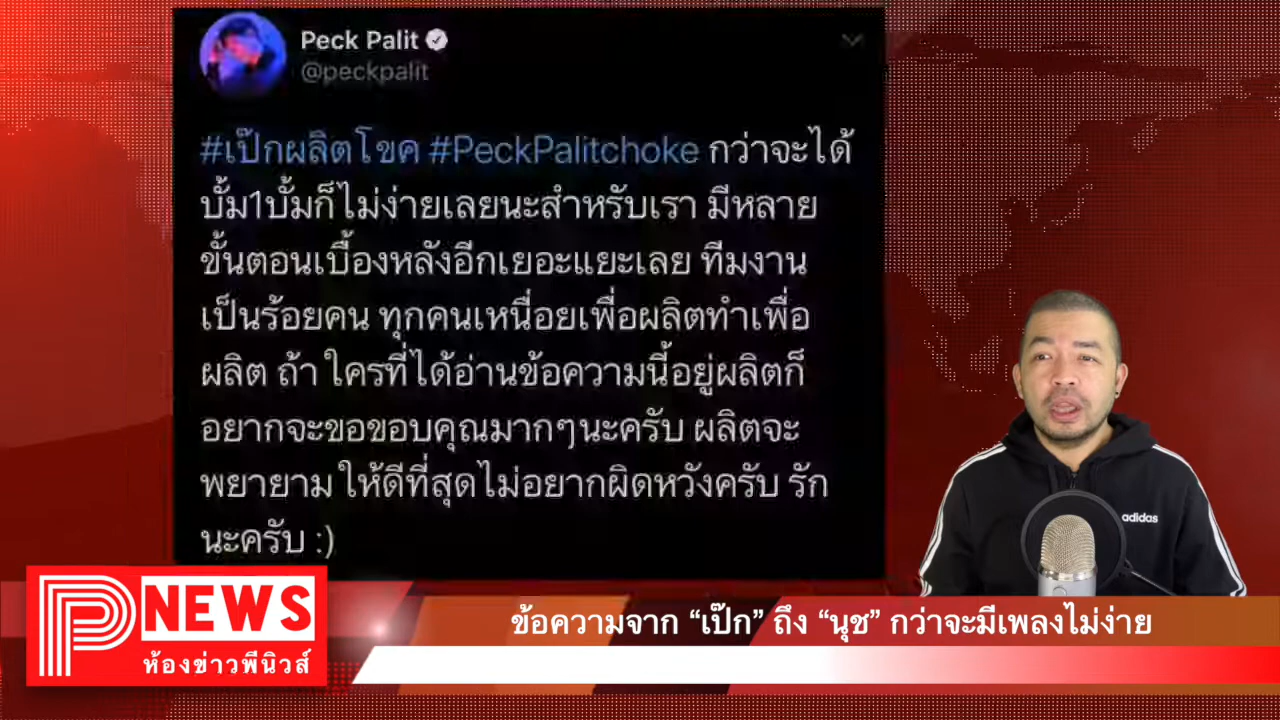 Peck Palit
@peckpalit
#เป๊กผลิตโชค #PeckPalitchoke กว่าจะได้
บั้ม1บั้มก็ไม่ง่ายเลยนะสำหรับเรา มีหลาย
ขั้นตอนเบื้องหลังอีกเยอะแยะเลย ทีมงาน
เป็นร้อยคน ทุกคนเหนื่อยเพื่อผลิตทำเพื่อ
ผลิต ถ้า ใครที่ได้อ่านข้อความนี้อยู่ผลิตก็
อยากจะขอขอบคุณมากๆนะครับ ผลิตจะ
พยายาม ให้ดีที่สุดไม่อยากผิดหวังครับ รัก
นะครับ :)
adidas
P NEWS
ห้องข่าวพีนิวส์
ข้อความจาก “เป๊ก” ถึง “นุช” กว่าจะมีเพลงไม่ง่าย